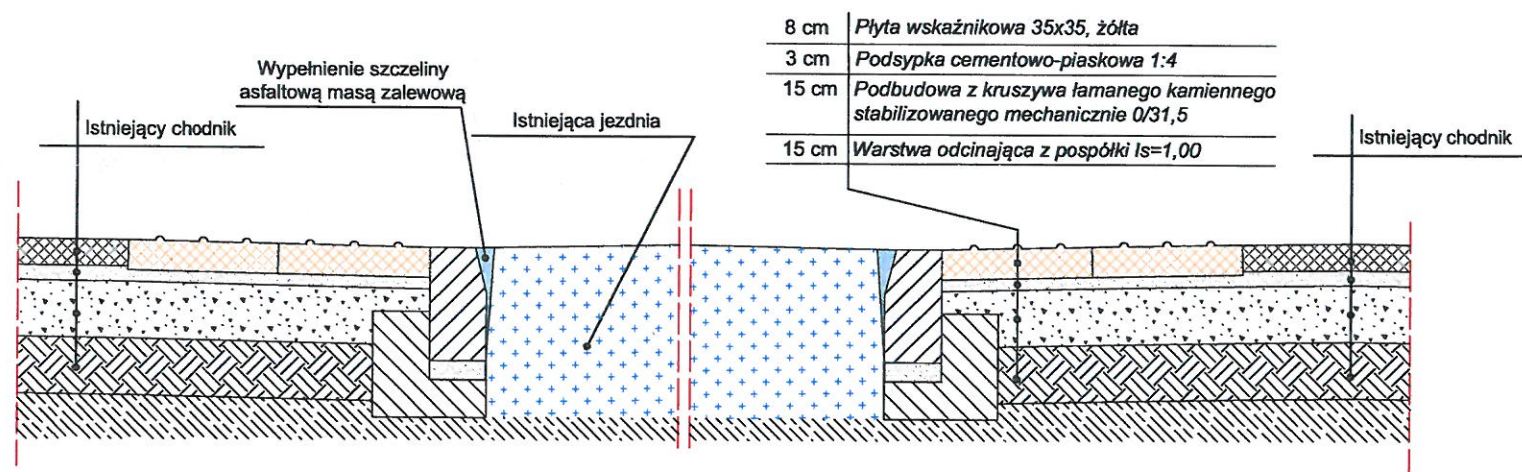 8 cm Płyta wskaźnikowa 35x35, żółta
3 cm Podsypka cementowo-piaskowa 1:4
15 cm Podbudowa z kruszywa łamanego kamiennego
stabilizowanego mechanicznie 0/31,5
15 cm Warstwa odcinająca z pospółki Is=1,00
Wypełnienie szczeliny
asfaltową masą zalewową
Istniejący chodnik
Istniejąca jezdnia
Istniejący chodnik